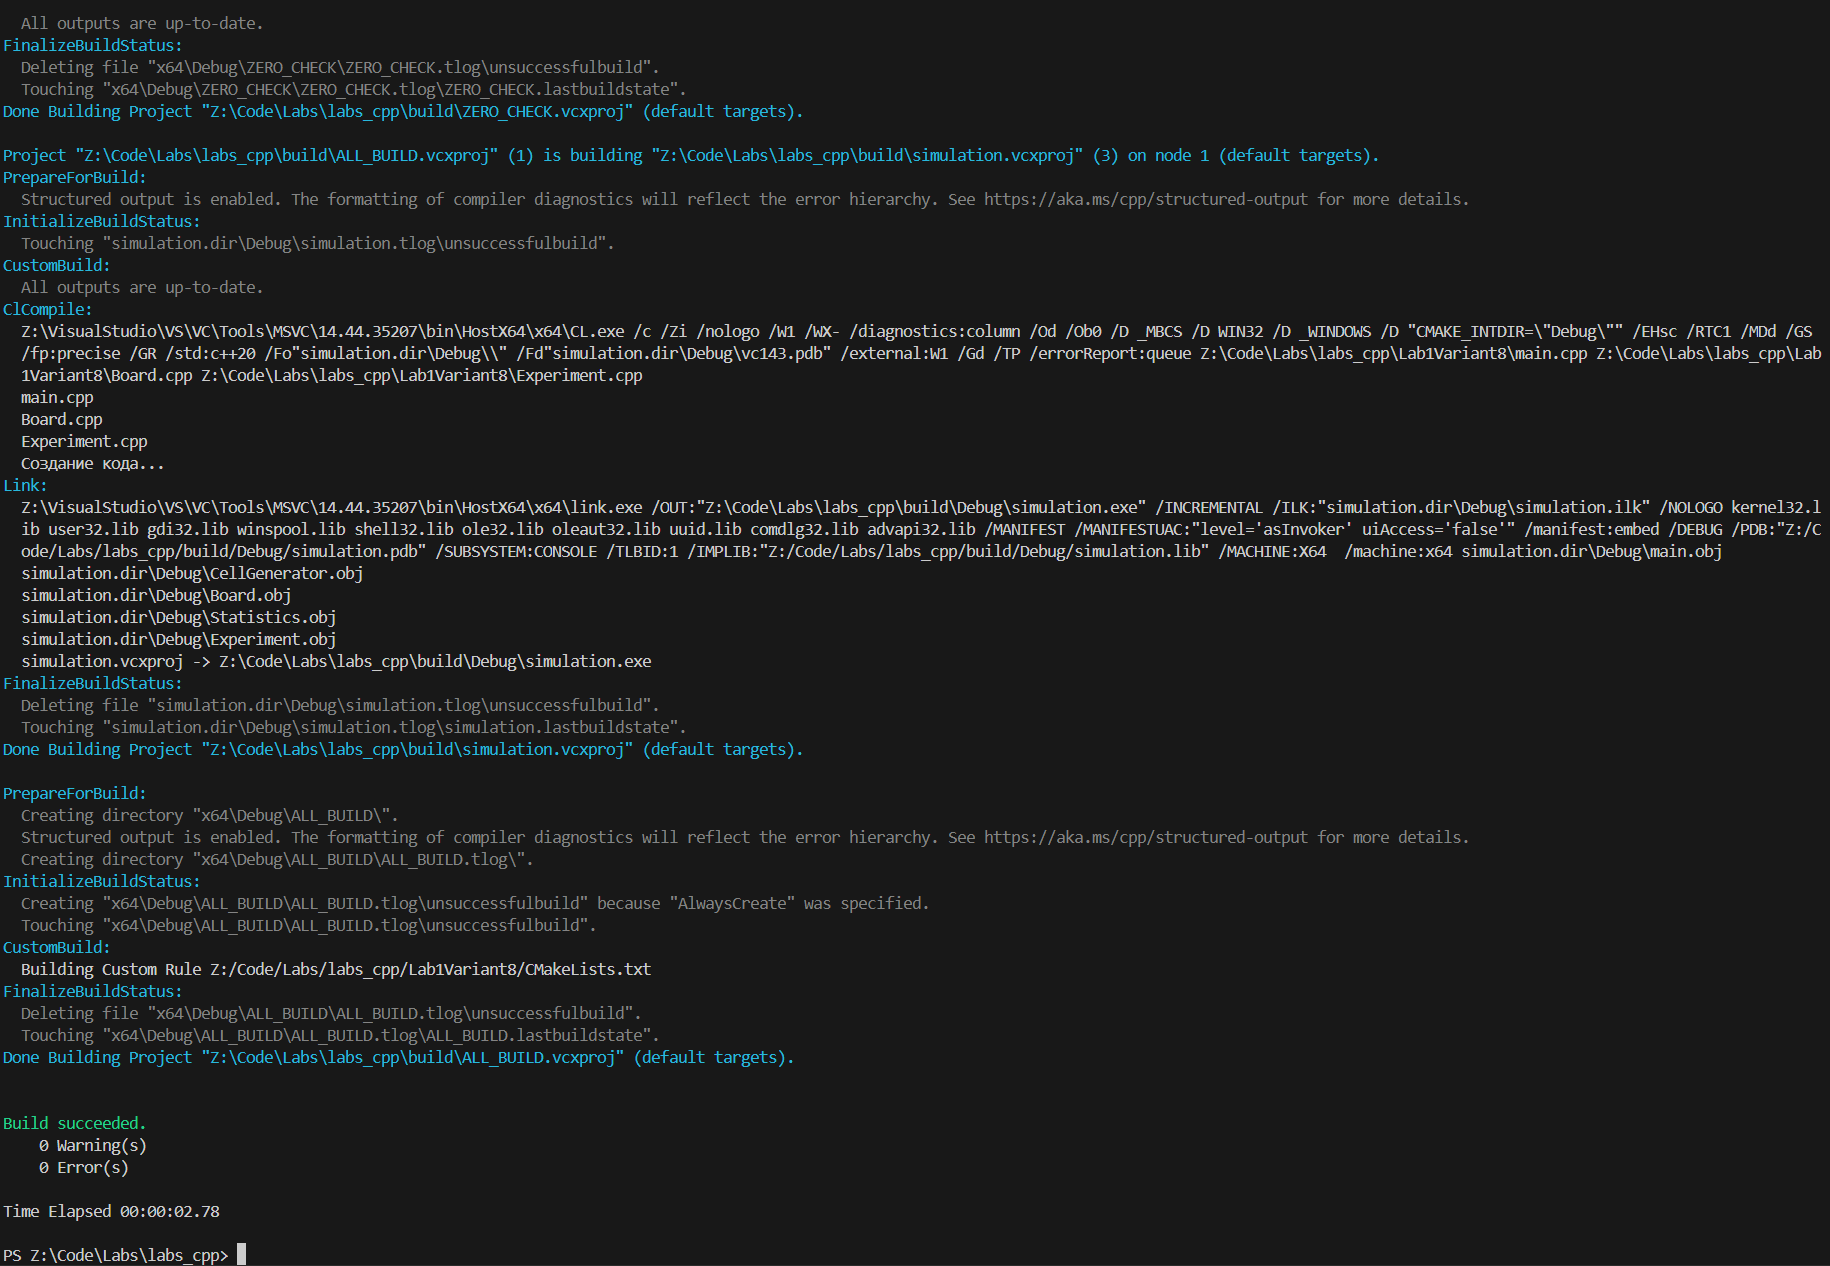 All outputs are up-to-date.
FinalizeBuildStatus:
Deleting file "x64\Debug\ZERO_CHECK\ZERO_CHECK.tlog\unsuccessfulbuild".
Touching "x64\Debug\ZERO_CHECK\ZERO_CHECK.tlog\ZERO_CHECK.lastbuildstate".
Done Building Project "Z:\Code\Labs\labs_cpp\build\ZERO_CHECK.vcxproj" (default targets).
Project "Z:\Code\Labs\labs_cpp\build\ALL_BUILD.vcxproj" (1) is building "Z:\Code\Labs\labs_cpp\build\simulation.vcxproj" (3) on node 1 (default targets).
PrepareForBuild:
Structured output is enabled. The formatting of compiler diagnostics will reflect the error hierarchy. See https://aka.ms/cpp/structured-output for more details.
InitializeBuildStatus:
Touching "simulation.dir\Debug\simulation.tlog\unsuccessfulbuild".
CustomBuild:
All outputs are up-to-date.
ClCompile:
Z:\VisualStudio\VS\VC\Tools\MSVC\14.44.35207\bin\HostX64\x64\CL.exe /c /Zi /nologo /W1 /WX- /diagnostics:column /Od /Ob0 /D _MBCS /D WIN32 /D _WINDOWS /D "CMAKE_INTDIR=\"Debug\"" /EHsc /RTC1 /MDd /GS
/fp:precise /GR /std:c++20 /Fo"simulation.dir\Debug\\" /Fd"simulation.dir\Debug\vc143.pdb" /external:W1 /Gd /TP /errorReport:queue Z:\Code\Labs\labs_cpp\Lab1Variant8\main.cpp Z:\Code\Labs\labs_cpp\Lab
1Variant8\Board.cpp Z:\Code\Labs\labs_cpp\Lab1Variant8\Experiment.cpp
main.cpp
Board.cpp
Experiment.cpp
Создание кода...
Link:
Z:\VisualStudio\VS\VC\Tools\MSVC\14.44.35207\bin\HostX64\x64\link.exe /OUT:"Z:\Code\Labs\labs_cpp\build\Debug\simulation.exe" /INCREMENTAL /ILK:"simulation.dir\Debug\simulation.ilk" /NOLOGO kernel32.l
ib user32.lib gdi32.lib winspool.lib shell32.lib ole32.lib oleaut32.lib uuid.lib comdlg32.lib advapi32.lib /MANIFEST /MANIFESTUAC:"level='asInvoker' uiAccess='false'" /manifest:embed /DEBUG /PDB:"Z:/C
ode/Labs/labs_cpp/build/Debug/simulation.pdb" /SUBSYSTEM:CONSOLE /TLBID:1 /IMPLIB:"Z:/Code/Labs/labs_cpp/build/Debug/simulation.lib" /MACHINE:X64  /machine:x64 simulation.dir\Debug\main.obj
simulation.dir\Debug\CellGenerator.obj
simulation.dir\Debug\Board.obj
simulation.dir\Debug\Statistics.obj
simulation.dir\Debug\Experiment.obj
simulation.vcxproj -> Z:\Code\Labs\labs_cpp\build\Debug\simulation.exe
FinalizeBuildStatus:
Deleting file "simulation.dir\Debug\simulation.tlog\unsuccessfulbuild".
Touching "simulation.dir\Debug\simulation.tlog\simulation.lastbuildstate".
Done Building Project "Z:\Code\Labs\labs_cpp\build\simulation.vcxproj" (default targets).
PrepareForBuild:
Creating directory "x64\Debug\ALL_BUILD\".
Structured output is enabled. The formatting of compiler diagnostics will reflect the error hierarchy. See https://aka.ms/cpp/structured-output for more details.
Creating directory "x64\Debug\ALL_BUILD\ALL_BUILD.tlog\".
InitializeBuildStatus:
Creating "x64\Debug\ALL_BUILD\ALL_BUILD.tlog\unsuccessfulbuild" because "AlwaysCreate" was specified.
Touching "x64\Debug\ALL_BUILD\ALL_BUILD.tlog\unsuccessfulbuild".
CustomBuild:
Building Custom Rule Z:/Code/Labs/labs_cpp/Lab1Variant8/CMakeLists.txt
FinalizeBuildStatus:
Deleting file "x64\Debug\ALL_BUILD\ALL_BUILD.tlog\unsuccessfulbuild".
Touching "x64\Debug\ALL_BUILD\ALL_BUILD.tlog\ALL_BUILD.lastbuildstate".
Done Building Project "Z:\Code\Labs\labs_cpp\build\ALL_BUILD.vcxproj" (default targets).
Build succeeded.
0 Warning(s)
0 Error(s)
Time Elapsed 00:00:02.78
PS Z:\Code\Labs\labs_cpp>